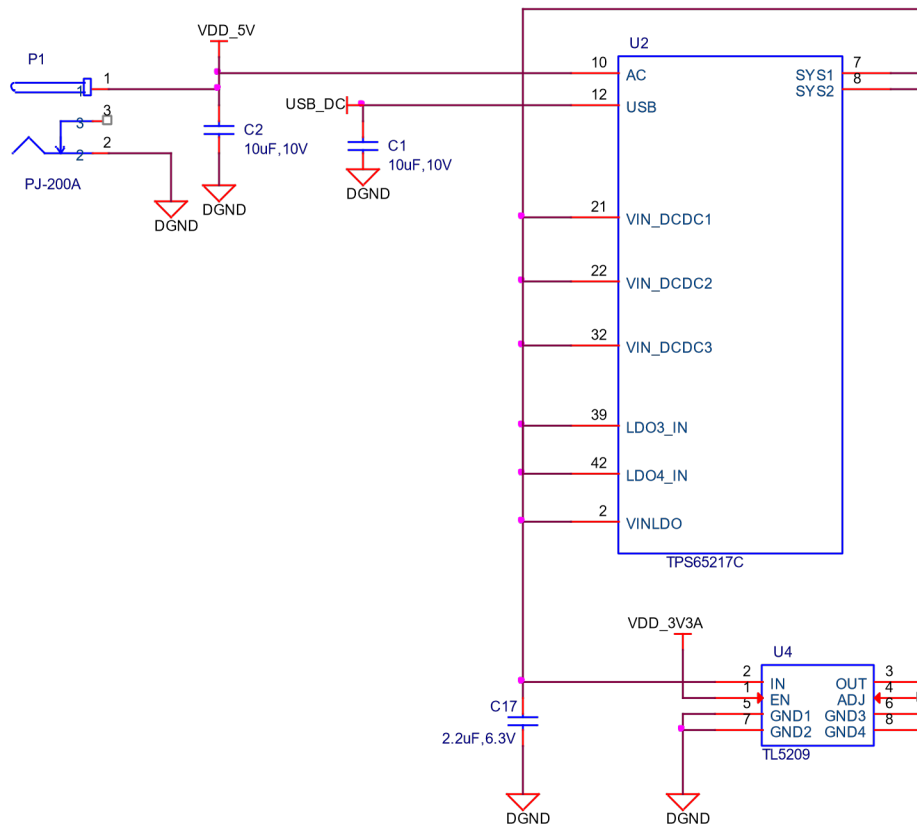 VDD_5V
P1
1
1
3
3
2
2
PJ-200A
DGND
C2
10uF,10V
DGND
USB_DC
C1
10uF,10V
DGND
U2
10
AC
12
USB
SYS1
7
SYS2
8
21
VIN_DCDC1
22
VIN_DCDC2
32
VIN_DCDC3
39
LDO3_IN
42
LDO4_IN
2
VINLDO
TPS65217C
VDD_3V3A
U4
2
IN
1
EN
5
GND1
7
GND2
OUT
3
ADJ
4
GND3
6
GND4
8
TL5209
C17
2.2uF,6.3V
DGND
DGND